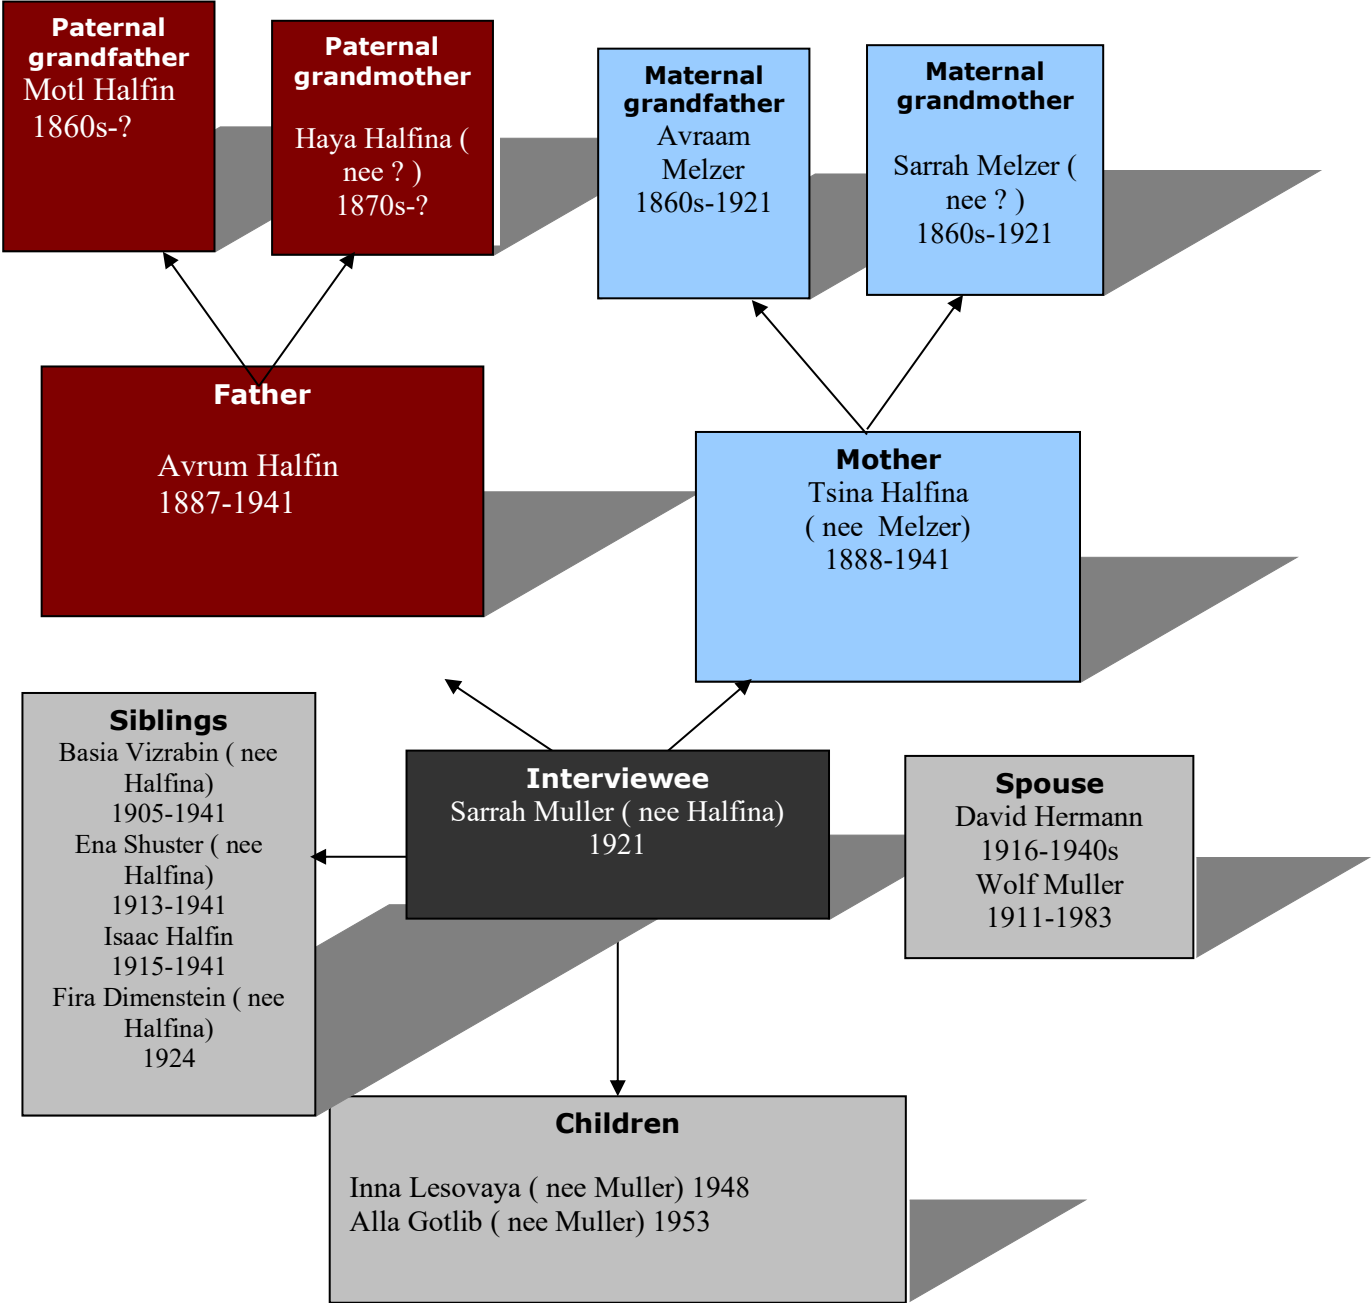 Paternal
grandfather
Motl Halfin
1860s-?
Paternal
grandmother
Haya Halfina (
nee ? )
1870s-?
Maternal
grandfather
Avraam
Melzer
1860s-1921
Maternal
grandmother
Sarrah Melzer (
nee ? )
1860s-1921
Father
Avrum Halfin
1887-1941
Mother
Tsina Halfina
( nee  Melzer)
1888-1941
Siblings
Basia Vizrabin ( nee
Halfina)
1905-1941
Ena Shuster ( nee
Halfina)
1913-1941
Isaac Halfin
1915-1941
Fira Dimenstein ( nee
Halfina)
1924
Interviewee
Sarrah Muller ( nee Halfina)
1921
Spouse
David Hermann
1916-1940s
Wolf Muller
1911-1983
Children
Inna Lesovaya ( nee Muller) 1948
Alla Gotlib ( nee Muller) 1953